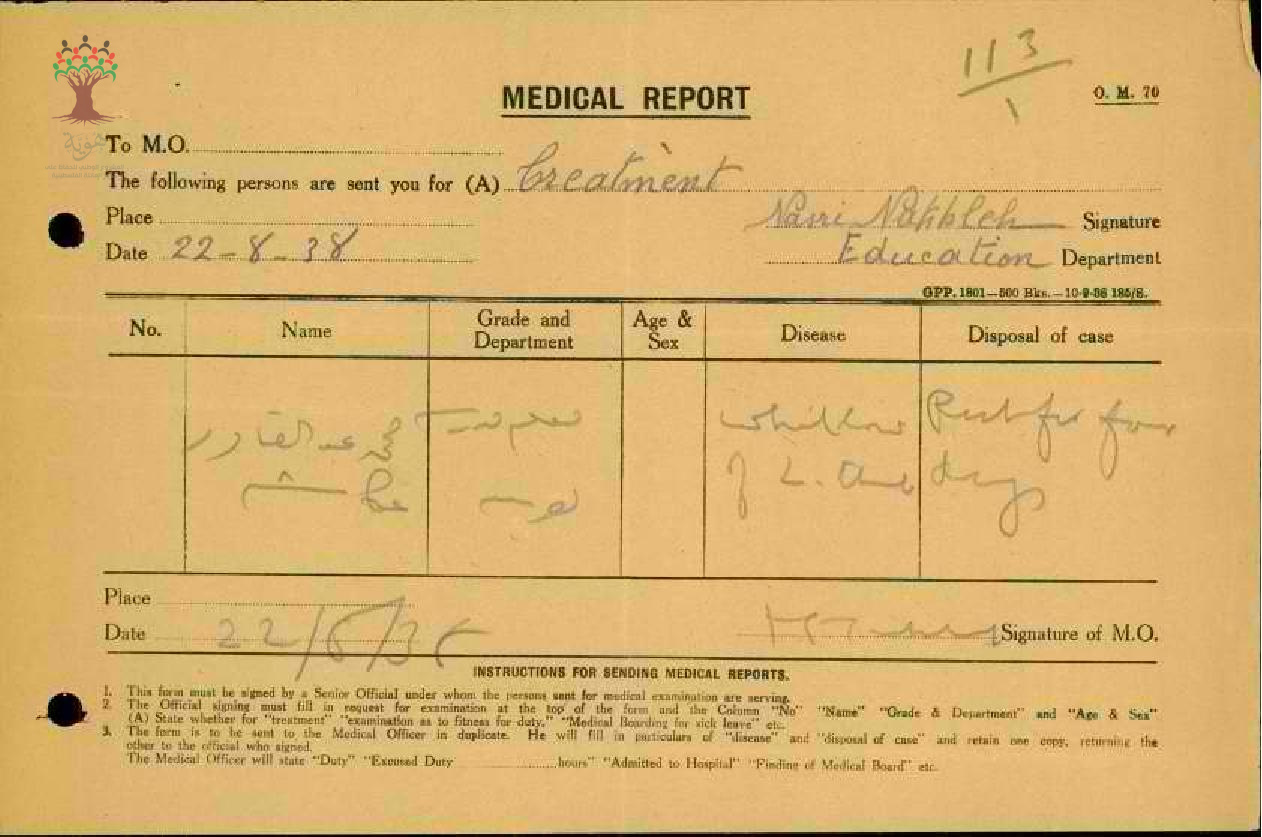 113
1
MEDICAL REPORT
O. M. 70
هوية
To M.O.
The following persons are sent you for (A) treatment
Place
Nasri Signature
Date 22-8-38
Education Department
GPP. 1801—500 Bks.—10-9-36 185/S.
No. Name Grade and Department Age & Sex Disease Disposal of case
محمد عبد القادر whitlow Rest for four
of L. days
Place
Date 22/8/38 Signature of M.O.
INSTRUCTIONS FOR SENDING MEDICAL REPORTS.
1. This form must be signed by a Senior Official under whom the persons sent for medical examination are serving.
2. The Official signing must fill in request for examination at the top of the form and the Column "No" "Name" "Grade & Department" and "Age & Sex"
(A) State whether for "treatment" "examination as to fitness for duty," "Medical Boarding for sick leave" etc.
3. The form is to be sent to the Medical Officer in duplicate. He will fill in particulars of "disease" and "disposal of case" and retain one copy, returning the
other to the official who signed.
The Medical Officer will state "Duty" "Excused Duty ............ hours" "Admitted to Hospital" "Finding of Medical Board" etc.